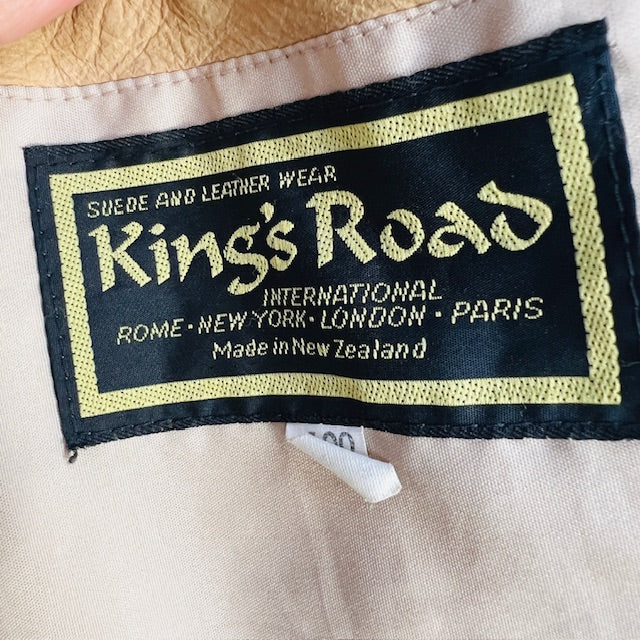 SUEDE AND LEATHER WEAR
King's Road
INTERNATIONAL
ROME · NEW YORK · LONDON · PARIS
Made in New Zealand